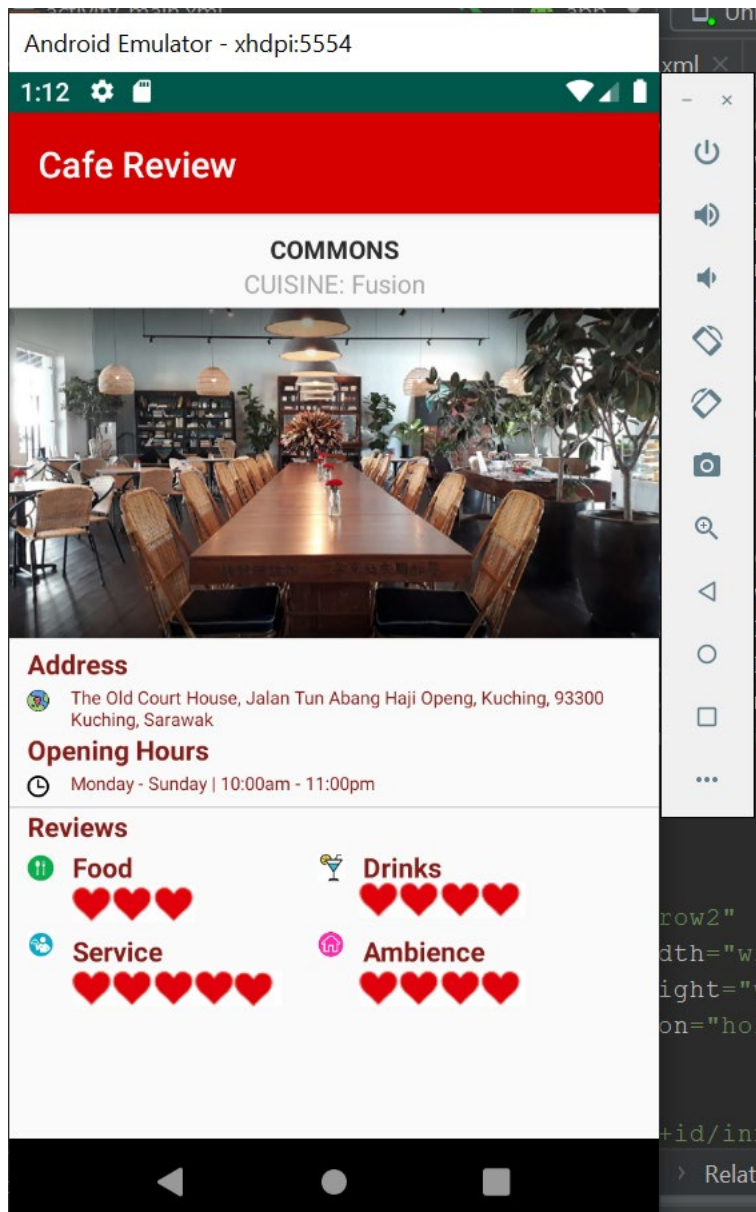 Android Emulator - xhdpi:5554
xml
1:12
Cafe Review
COMMONS
CUISINE: Fusion
Address
The Old Court House, Jalan Tun Abang Haji Openg, Kuching, 93300
Kuching, Sarawak
Opening Hours
Monday - Sunday | 10:00am - 11:00pm
Reviews
Food
Drinks
Service
Ambience
row2"
dth="w
ight="
on="ho
+id/in
Relat